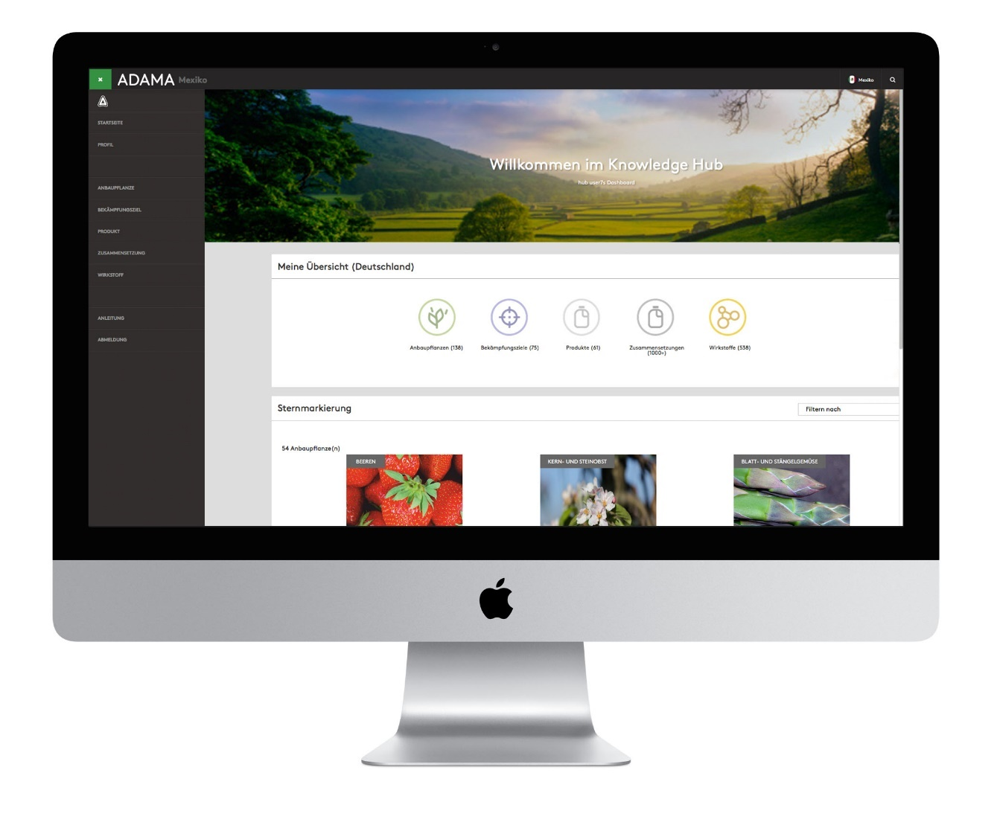 ADAMA Mexiko
Mexiko
STARTSEITE
PROFIL
ANBAUPFLANZE
BEKÄMPFUNGSZIEL
PRODUKT
ZUSAMMENSETZUNG
WIRKSTOFF
ANLEITUNG
ABMELDUNG
Willkommen im Knowledge Hub
hub user7s Dashboard
Meine Übersicht (Deutschland)
Anbaupflanzen (138)
Bekämpfungsziele (75)
Produkte (61)
Zusammensetzungen
(1000+)
Wirkstoffe (538)
Sternmarkierung
Filtern nach
54 Anbaupflanze(n)
BEEREN
KERN- UND STEINOBST
BLATT- UND STÄNGELGEMÜSE